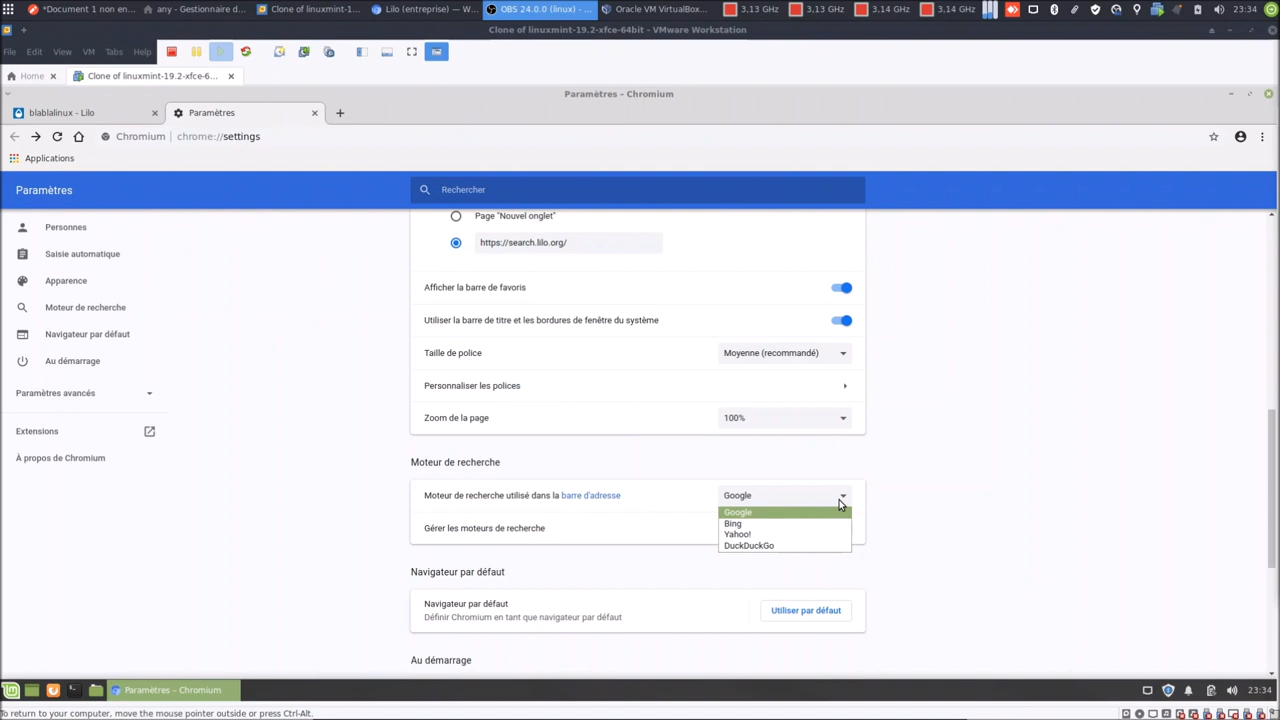 *Document 1 non en...
any - Gestionnaire d...
Clone of linuxmint-1...
Lilo (entreprise) — W...
OBS 24.0.0 (linux) - ...
Oracle VM VirtualBox...
3,13 GHz
3,13 GHz
3,14 GHz
23:34
Clone of linuxmint-19.2-xfce-64bit - VMware Workstation
File
Edit
View
VM
Tabs
Help
Home
Clone of linuxmint-19.2-xfce-6...
Paramètres – Chromium
blablalinux - Lilo
Paramètres
Chromium | chrome://settings
Applications
Paramètres
Rechercher
Personnes
Saisie automatique
Apparence
Moteur de recherche
Navigateur par défaut
Au démarrage
Paramètres avancés
Extensions
À propos de Chromium
Page "Nouvel onglet"
https://search.lilo.org/
Afficher la barre de favoris
Utiliser la barre de titre et les bordures de fenêtre du système
Taille de police
Moyenne (recommandé)
Personnaliser les polices
Zoom de la page
100%
Moteur de recherche
Moteur de recherche utilisé dans la barre d'adresse
Google
Google
Bing
Yahoo!
DuckDuckGo
Gérer les moteurs de recherche
Navigateur par défaut
Navigateur par défaut
Définir Chromium en tant que navigateur par défaut
Utiliser par défaut
Au démarrage
Paramètres – Chromium
23:34
To return to your computer, move the mouse pointer outside or press Ctrl-Alt.